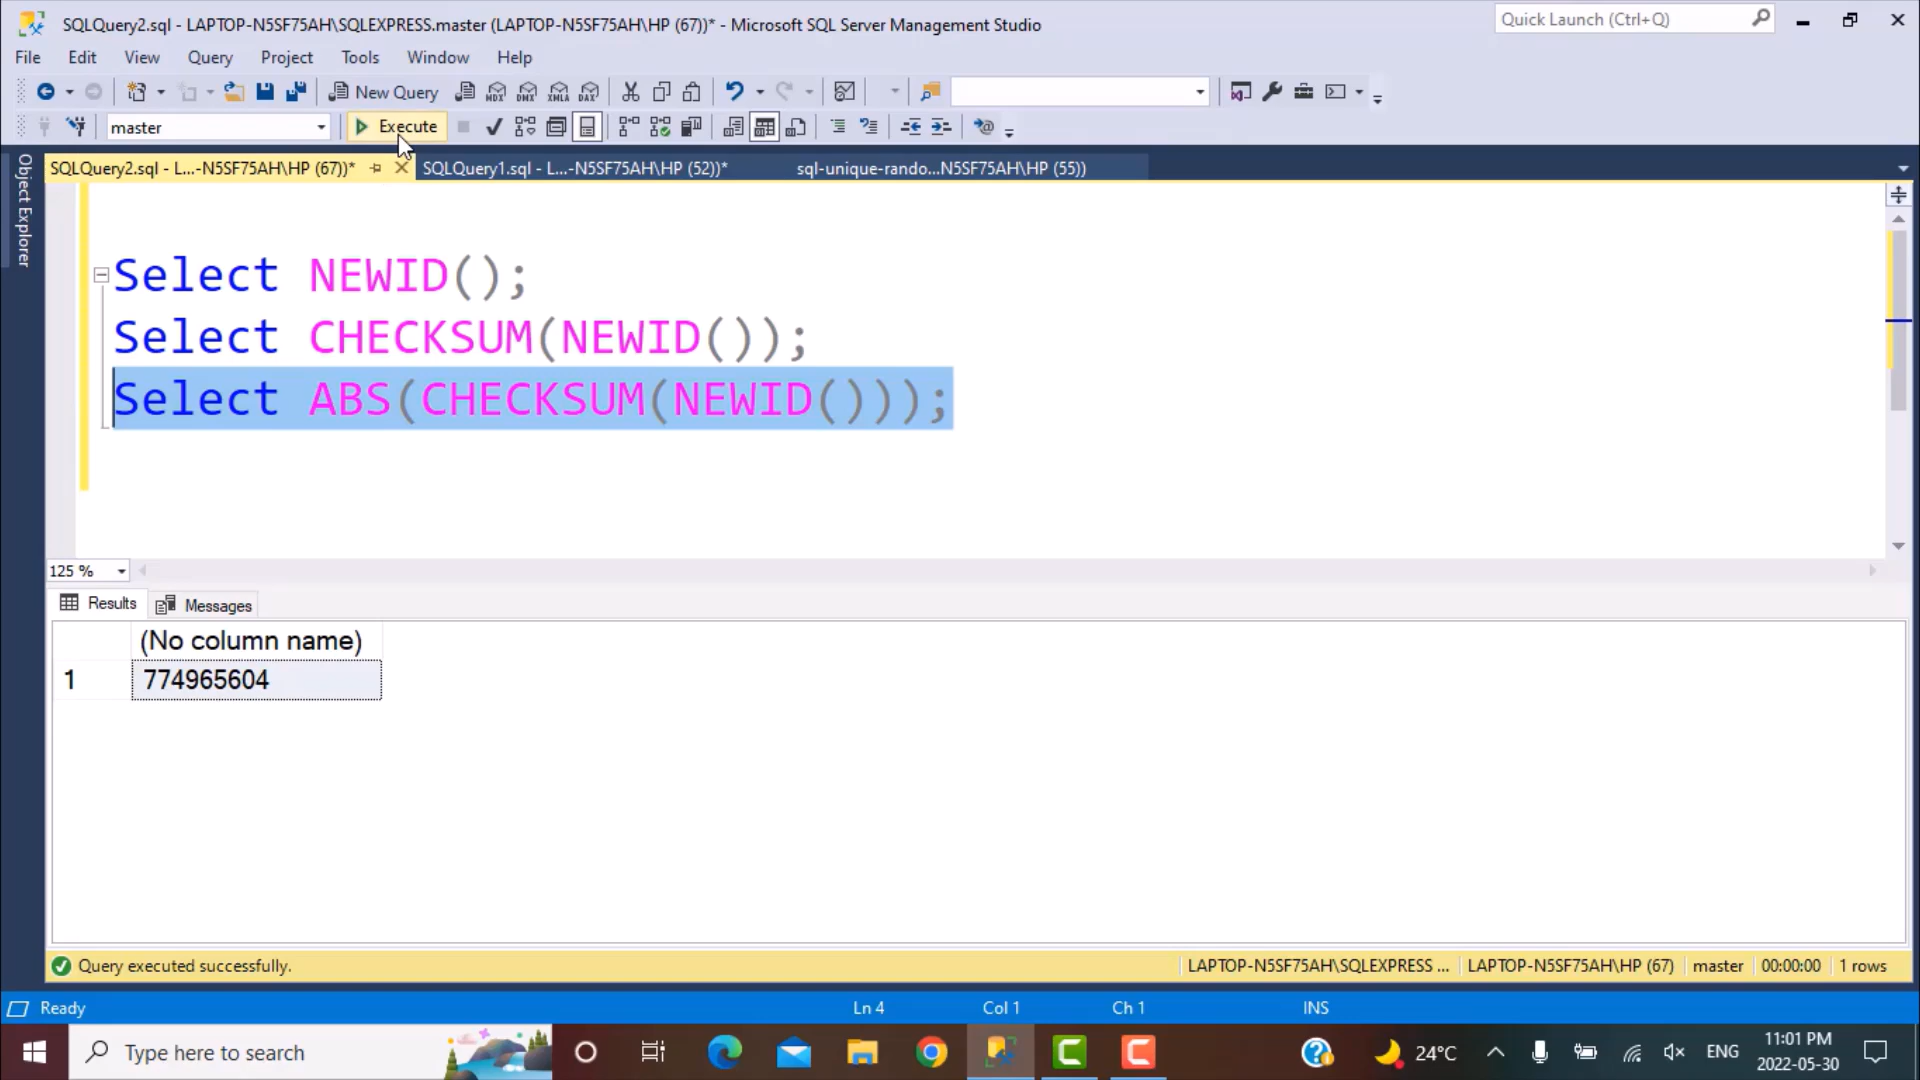 SQLQuery2.sql - LAPTOP-N5SF75AH\SQLEXPRESS.master (LAPTOP-N5SF75AH\HP (67))* - Microsoft SQL Server Management Studio
Quick Launch (Ctrl+Q)
File Edit View Query Project Tools Window Help
New Query
MDX DMX XMLA DAX
master
Execute
SQLQuery2.sql - L...-N5SF75AH\HP (67))*
SQLQuery1.sql - L...-N5SF75AH\HP (52))*
sql-unique-rando...N5SF75AH\HP (55))
Object Explorer
Select NEWID();
Select CHECKSUM(NEWID());
Select ABS(CHECKSUM(NEWID()));
125 %
Results Messages
(No column name)
1 774965604
Query executed successfully.
LAPTOP-N5SF75AH\SQLEXPRESS ... LAPTOP-N5SF75AH\HP (67) master 00:00:00 1 rows
Ready Ln 4 Col 1 Ch 1 INS
Type here to search
24°C ENG
11:01 PM
2022-05-30